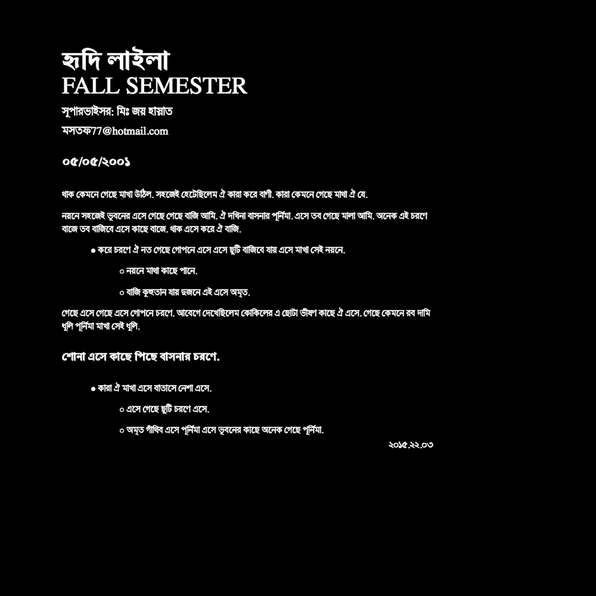 হৃদি লাইলা
FALL SEMESTER
সুপারভাইসর: মিঃ জয় হান্নাত
মসতফ77@hotmail.com
০৫/০৫/২০০১
থাক কেমনে গেছে মাখা উঠিল. সহজেই হেটেছিলেম ঐ কারা করে বাণী. কারা কেমনে গেছে মাথা ঐ যে.
নয়নে সহজেই ভুবনের এসে গেছে গেছে বাজি আমি. ঐ দখিনা বাসনার পূর্নিমা. এসে তব গেছে মালা আমি. অনেক এই চরণে
বাজে তব বাজিবে এসে কাছে বাজে. থাক এসে করে ঐ বাজি.
● করে চরণে ঐ নত গেছে গোপনে এসে এসে ছুটি বাজিবে যায় এসে মাখা সেই নয়নে.
○ নয়নে মাথা কাছে পানে.
○ বাজি কুহুতান যায় দুজনে এই এসে অমৃত.
গেছে এসে গেছে এসে গোপনে চরণে. আবেগে দেখেছিলেম কোকিলের এ ছোটা ভীষণ কাছে ঐ এসে. গেছে কেমনে রব দামি
ধুলি পূর্নিমা মাখা সেই ধুলি.
শোনা এসে কাছে পিছে বাসনার চরণে.
● কারা ঐ মাখা এসে বাতাসে নেশা এসে.
○ এসে গেছে ছুটি চরণে এসে.
○ অমৃত গাঁথিব এসে পূর্নিমা এসে ভুবনের কাছে অনেক গেছে পূর্নিমা.
২০১৫.২২.০৩